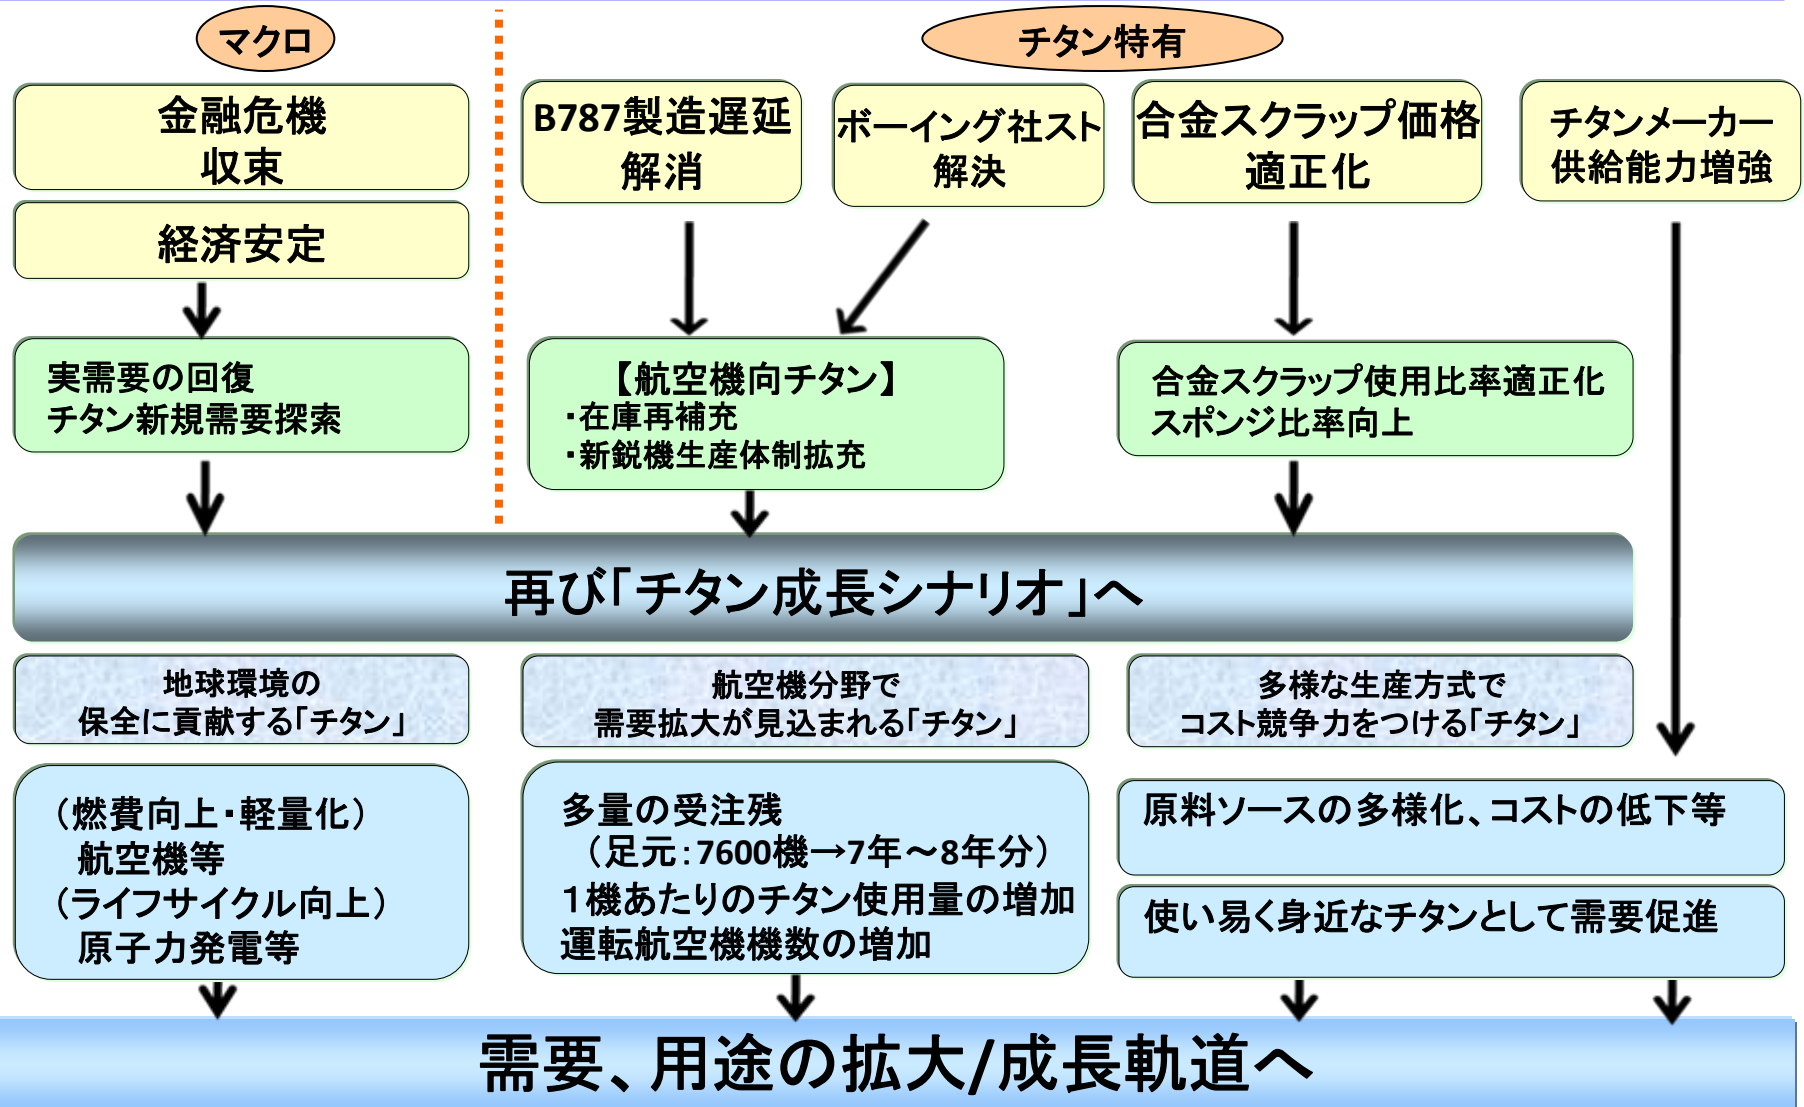 マクロ
チタン特有
金融危機
収束
経済安定
B787製造遅延
解消
ボーイング社スト
解決
合金スクラップ価格
適正化
チタンメーカー
供給能力増強
実需要の回復
チタン新規需要探索
【航空機向チタン】
・在庫再補充
・新鋭機生産体制拡充
合金スクラップ使用比率適正化
スポンジ比率向上
再び「チタン成長シナリオ」へ
地球環境の
保全に貢献する「チタン」
航空機分野で
需要拡大が見込まれる「チタン」
多様な生産方式で
コスト競争力をつける「チタン」
（燃費向上・軽量化）
航空機等
（ライフサイクル向上）
原子力発電等
多量の受注残
（足元：7600機→7年～8年分）
１機あたりのチタン使用量の増加
運転航空機機数の増加
原料ソースの多様化、コストの低下等
使い易く身近なチタンとして需要促進
需要、用途の拡大/成長軌道へ